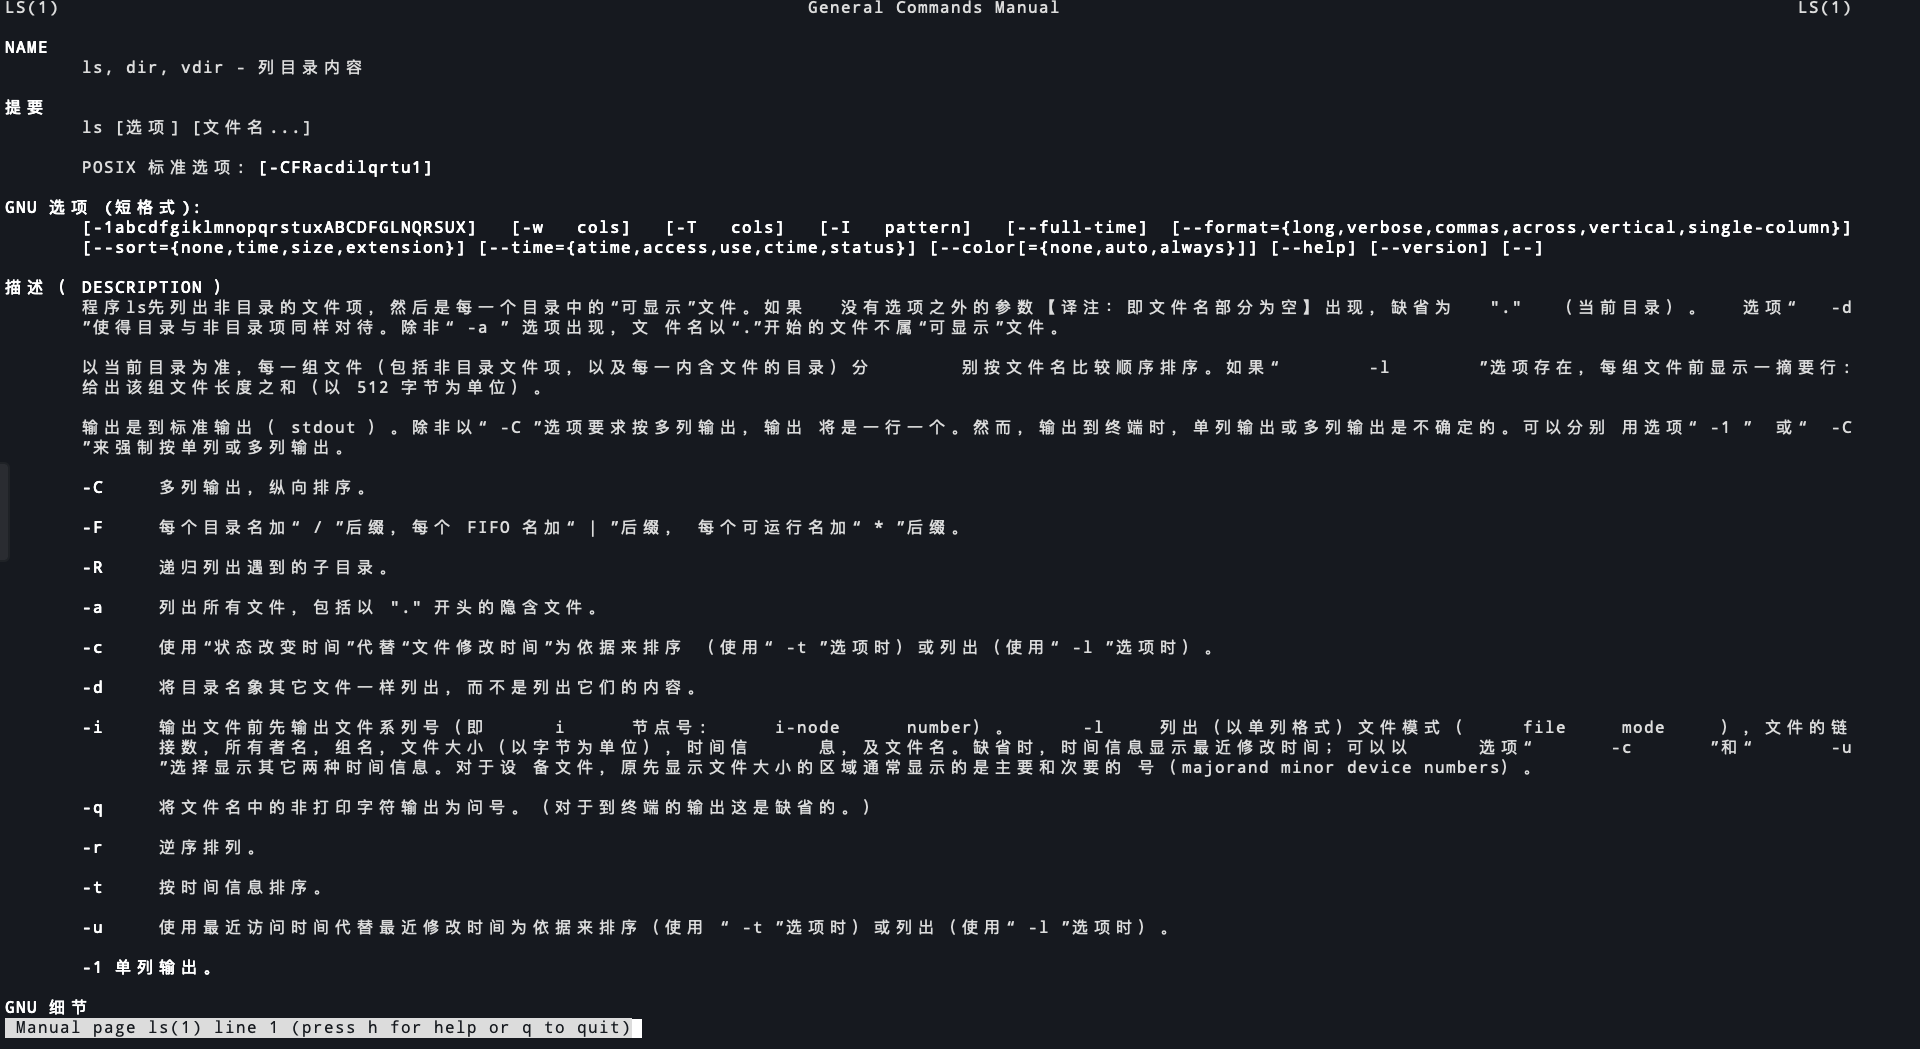 LS(1) General Commands Manual LS(1)
NAME
ls, dir, vdir - 列目录内容
提要
ls [选项] [文件名...]
POSIX 标准选项: [-CFRacdilqrtu1]
GNU 选项 (短格式):
[-1abcdfgiklmnopqrstuxABCDFGLNQRSUX] [-w cols] [-T cols] [-I pattern] [--full-time] [--format={long,verbose,commas,across,vertical,single-column}]
[--sort={none,time,size,extension}] [--time={atime,access,use,ctime,status}] [--color[={none,auto,always}]] [--help] [--version] [--]
描述( DESCRIPTION )
程序ls先列出非目录的文件项，然后是每一个目录中的“可显示”文件。如果 没有选项之外的参数【译注：即文件名部分为空】出现，缺省为 "." （当前目录）。 选项“ -d
”使得目录与非目录项同样对待。除非“ -a ” 选项出现，文 件名以“.”开始的文件不属“可显示”文件。
以当前目录为准，每一组文件（包括非目录文件项，以及每一内含文件的目录）分 别按文件名比较顺序排序。如果“ -l ”选项存在，每组文件前显示一摘要行：
给出该组文件长度之和（以 512 字节为单位）。
输出是到标准输出（ stdout ）。除非以“ -C ”选项要求按多列输出，输出 将是一行一个。然而，输出到终端时，单列输出或多列输出是不确定的。可以分别 用选项“ -1 ” 或“ -C
”来强制按单列或多列输出。
-C 多列输出，纵向排序。
-F 每个目录名加“ / ”后缀，每个 FIFO 名加“ | ”后缀， 每个可运行名加“ * ”后缀。
-R 递归列出遇到的子目录。
-a 列出所有文件，包括以 "." 开头的隐含文件。
-c 使用“状态改变时间”代替“文件修改时间”为依据来排序 （使用“ -t ”选项时）或列出（使用“ -l ”选项时）。
-d 将目录名象其它文件一样列出，而不是列出它们的内容。
-i 输出文件前先输出文件系列号（即 i 节点号: i-node number）。 -l 列出（以单列格式）文件模式（ file mode ），文件的链
接数，所有者名，组名，文件大小（以字节为单位），时间信 息，及文件名。缺省时，时间信息显示最近修改时间；可以以 选项“ -c ”和“ -u
”选择显示其它两种时间信息。对于设 备文件，原先显示文件大小的区域通常显示的是主要和次要的 号（majorand minor device numbers）。
-q 将文件名中的非打印字符输出为问号。（对于到终端的输出这是缺省的。）
-r 逆序排列。
-t 按时间信息排序。
-u 使用最近访问时间代替最近修改时间为依据来排序（使用 “ -t ”选项时）或列出（使用“ -l ”选项时）。
-1 单列输出。
GNU 细节
Manual page ls(1) line 1 (press h for help or q to quit)